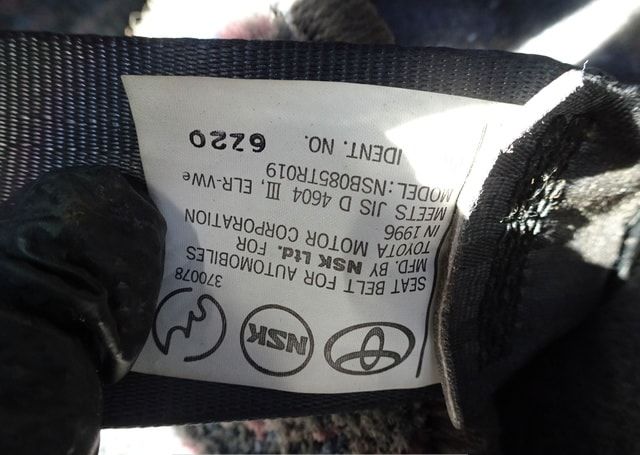 NSK
370078
SEAT BELT FOR AUTOMOBILES
MFD. BY NSK Ltd. FOR
TOYOTA MOTOR CORPORATION
IN 1996
MEETS JIS D 4604 III, ELR-VWe
MODEL: NSB085TR019
IDENT. NO. 6220